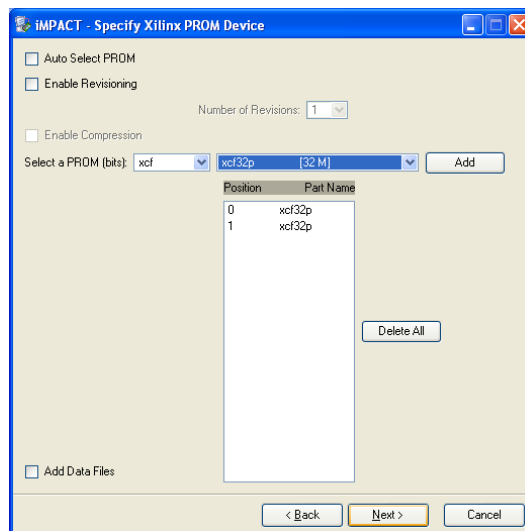 iMPACT - Specify Xilinx PROM Device
Auto Select PROM
Enable Revisioning
Number of Revisions: 1
Enable Compression
Select a PROM (bits): xcf xcf32p [32 M] Add
Position Part Name
0 xcf32p
1 xcf32p
Delete All
Add Data Files
< Back Next > Cancel